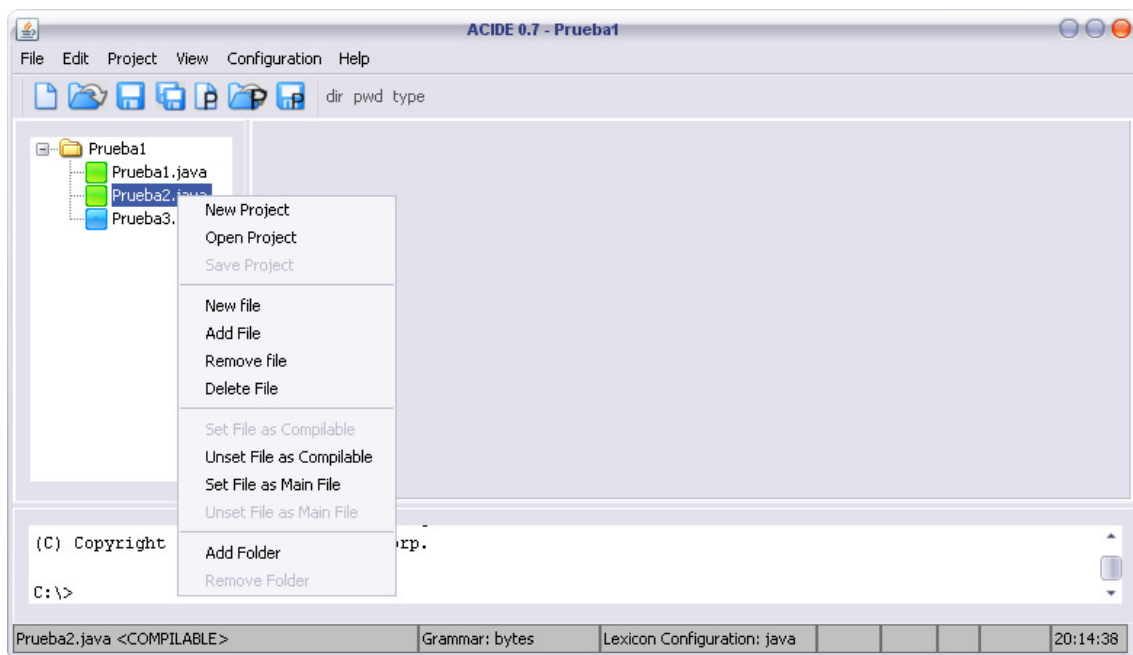 ACIDE 0.7 - Prueba1
File Edit Project View Configuration Help
P P P dir pwd type
Prueba1
Prueba1.java
Prueba2.java
Prueba3.
New Project
Open Project
Save Project
New file
Add File
Remove file
Delete File
Set File as Compilable
Unset File as Compilable
Set File as Main File
Unset File as Main File
Add Folder
Remove Folder
(C) Copyright rp.
C:\>
Prueba2.java <COMPILABLE> Grammar: bytes Lexicon Configuration: java 20:14:38